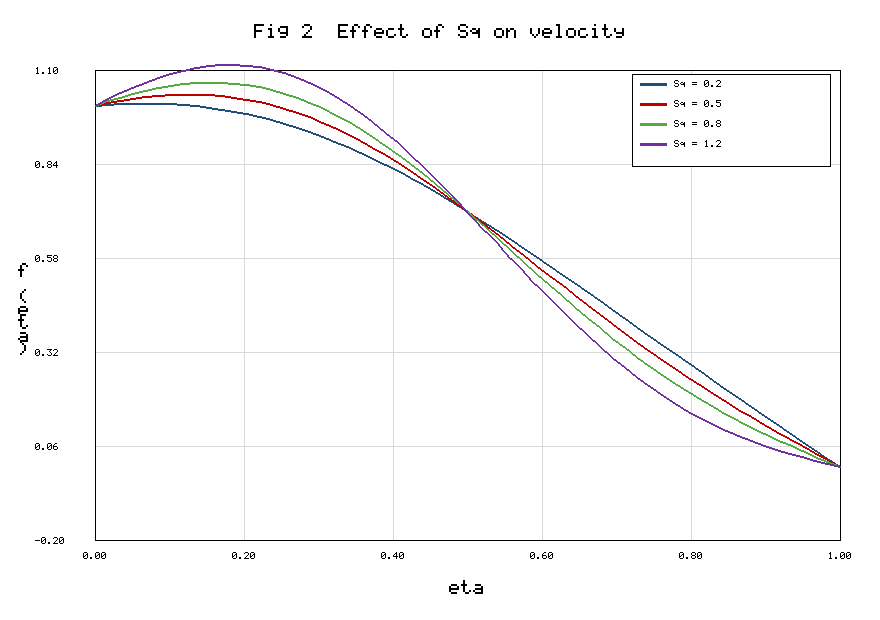 Fig 2 Effect of Sq on velocity
1.10
0.84
0.58
0.32
0.06
-0.20
Sq = 0.2
Sq = 0.5
Sq = 0.8
Sq = 1.2
0.00 0.20 0.40 0.60 0.80 1.00
eta